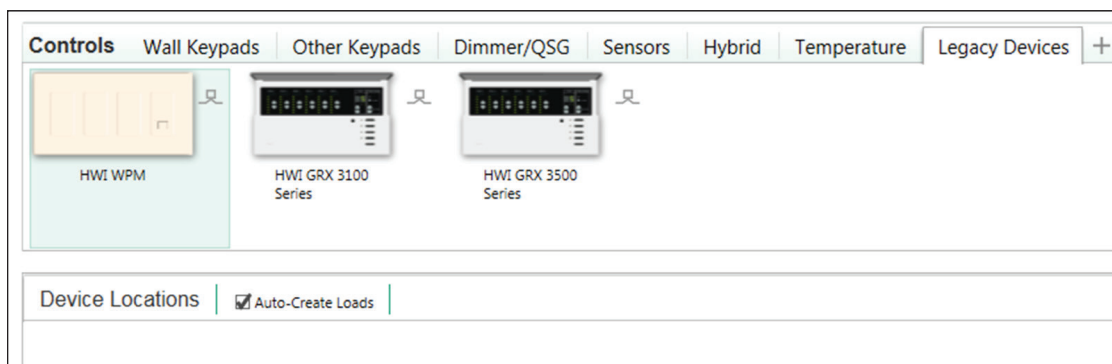 Controls Wall Keypads Other Keypads Dimmer/QSG Sensors Hybrid Temperature Legacy Devices +
HWI WPM HWI GRX 3100 HWI GRX 3500
Series Series
Device Locations Auto-Create Loads